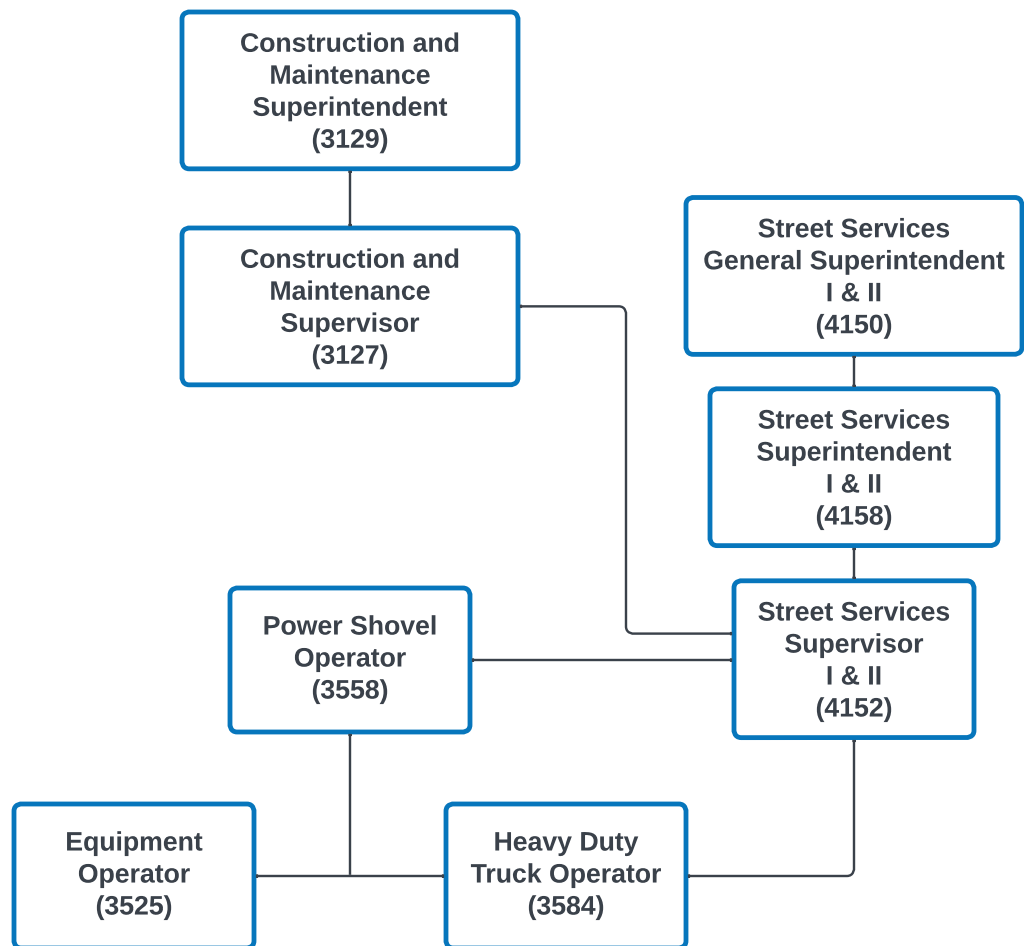 Construction and
Maintenance
Superintendent
(3129)
Construction and
Maintenance
Supervisor
(3127)
Street Services
General Superintendent
I & II
(4150)
Street Services
Superintendent
I & II
(4158)
Street Services
Supervisor
I & II
(4152)
Power Shovel
Operator
(3558)
Equipment
Operator
(3525)
Heavy Duty
Truck Operator
(3584)